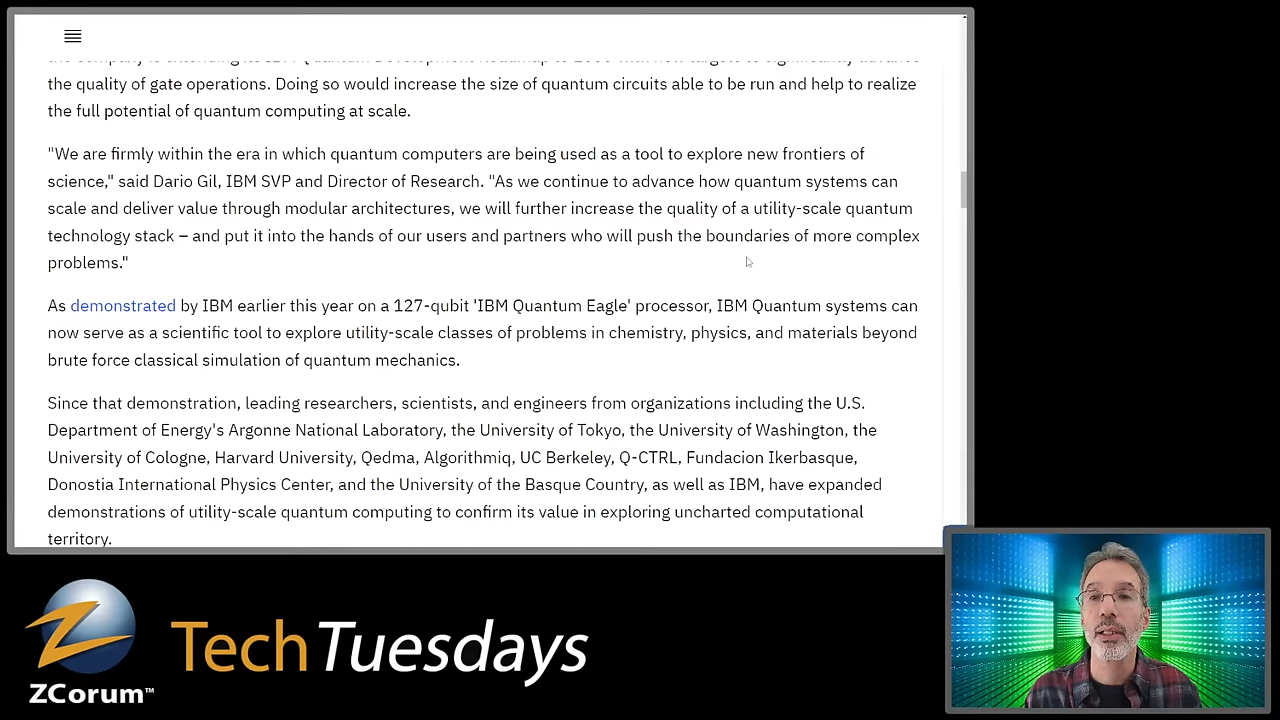 the quality of gate operations. Doing so would increase the size of quantum circuits able to be run and help to realize
the full potential of quantum computing at scale.
"We are firmly within the era in which quantum computers are being used as a tool to explore new frontiers of
science," said Dario Gil, IBM SVP and Director of Research. "As we continue to advance how quantum systems can
scale and deliver value through modular architectures, we will further increase the quality of a utility-scale quantum
technology stack – and put it into the hands of our users and partners who will push the boundaries of more complex
problems."
As demonstrated by IBM earlier this year on a 127-qubit 'IBM Quantum Eagle' processor, IBM Quantum systems can
now serve as a scientific tool to explore utility-scale classes of problems in chemistry, physics, and materials beyond
brute force classical simulation of quantum mechanics.
Since that demonstration, leading researchers, scientists, and engineers from organizations including the U.S.
Department of Energy's Argonne National Laboratory, the University of Tokyo, the University of Washington, the
University of Cologne, Harvard University, Qedma, Algorithmiq, UC Berkeley, Q-CTRL, Fundacion Ikerbasque,
Donostia International Physics Center, and the University of the Basque Country, as well as IBM, have expanded
demonstrations of utility-scale quantum computing to confirm its value in exploring uncharted computational
territory.
Z
ZCorum™
TechTuesdays